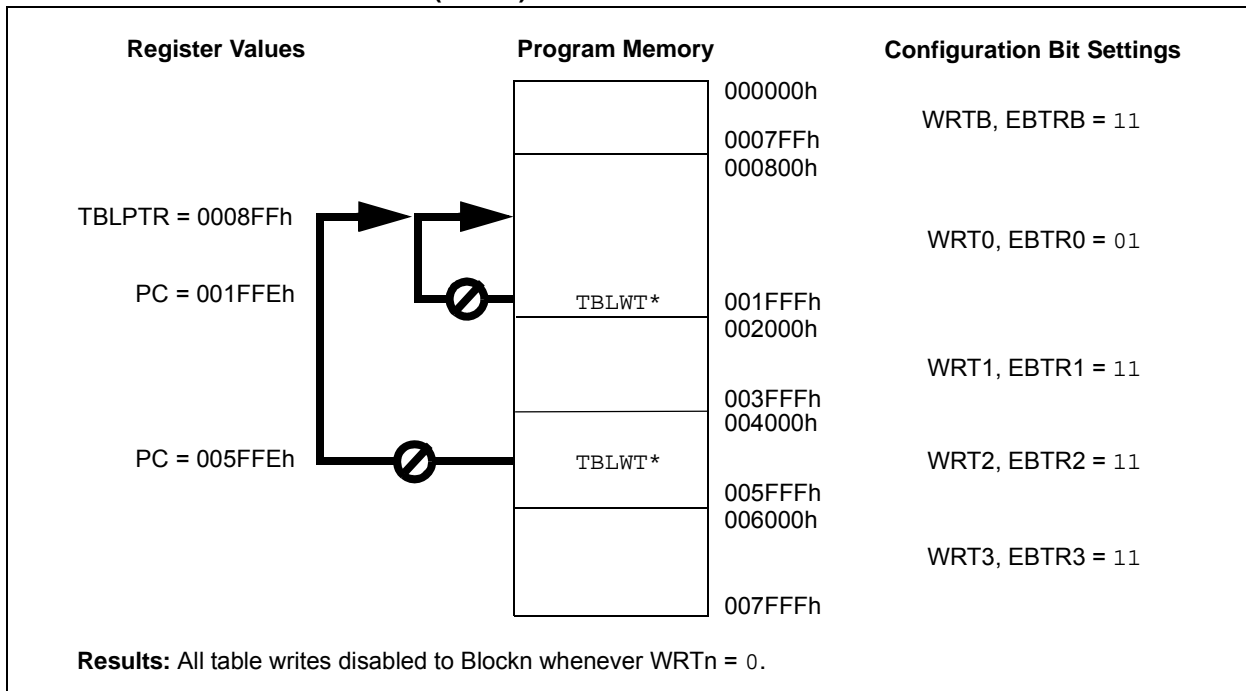 Register Values Program Memory Configuration Bit Settings
000000h
WRTB, EBTRB = 11
0007FFh
000800h
TBLPTR = 0008FFh
WRT0, EBTR0 = 01
PC = 001FFEh
TBLWT* 001FFFh
002000h
WRT1, EBTR1 = 11
003FFFh
004000h
PC = 005FFEh TBLWT* WRT2, EBTR2 = 11
005FFFh
006000h
WRT3, EBTR3 = 11
007FFFh
Results: All table writes disabled to Blockn whenever WRTn = 0.